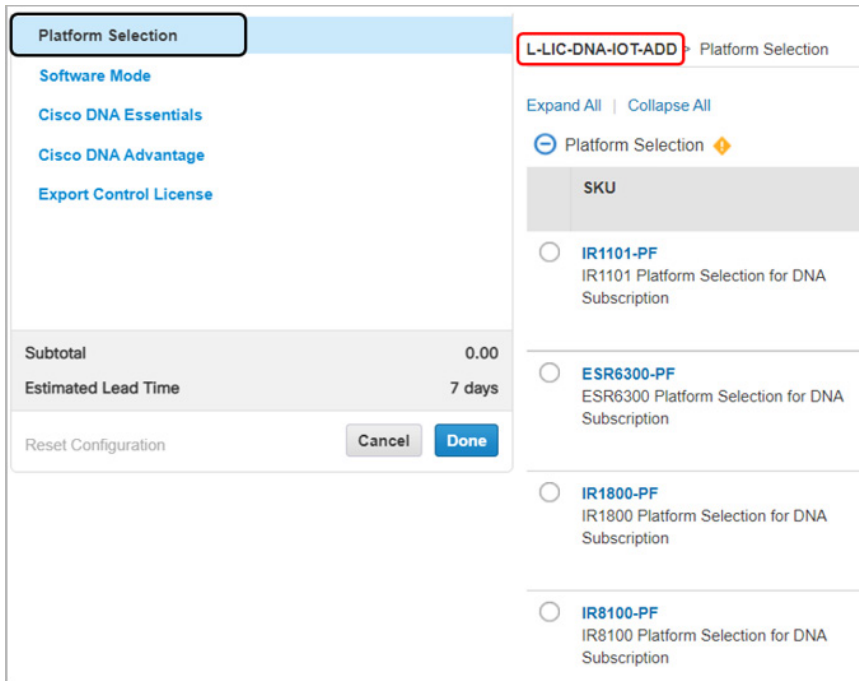 Platform Selection
Software Mode
Cisco DNA Essentials
Cisco DNA Advantage
Export Control License
Subtotal 0.00
Estimated Lead Time 7 days
Reset Configuration Cancel Done
L-LIC-DNA-IOT-ADD > Platform Selection
Expand All | Collapse All
Platform Selection
SKU
IR1101-PF
IR1101 Platform Selection for DNA
Subscription
ESR6300-PF
ESR6300 Platform Selection for DNA
Subscription
IR1800-PF
IR1800 Platform Selection for DNA
Subscription
IR8100-PF
IR8100 Platform Selection for DNA
Subscription